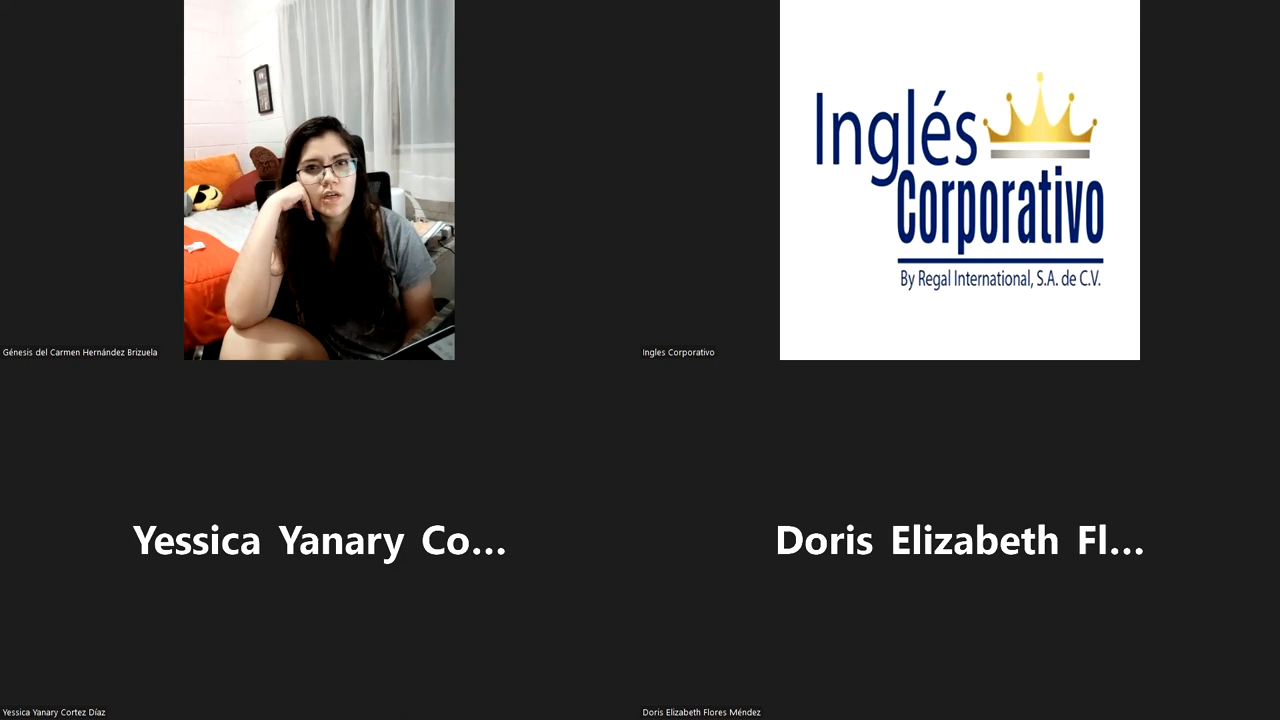 Inglés
Corporativo
By Regal International, S.A. de C.V.
Génesis del Carmen Hernández Brizuela
Ingles Corporativo
Yessica Yanary Co...
Doris Elizabeth Fl...
Yessica Yanary Cortez Díaz
Doris Elizabeth Flores Méndez